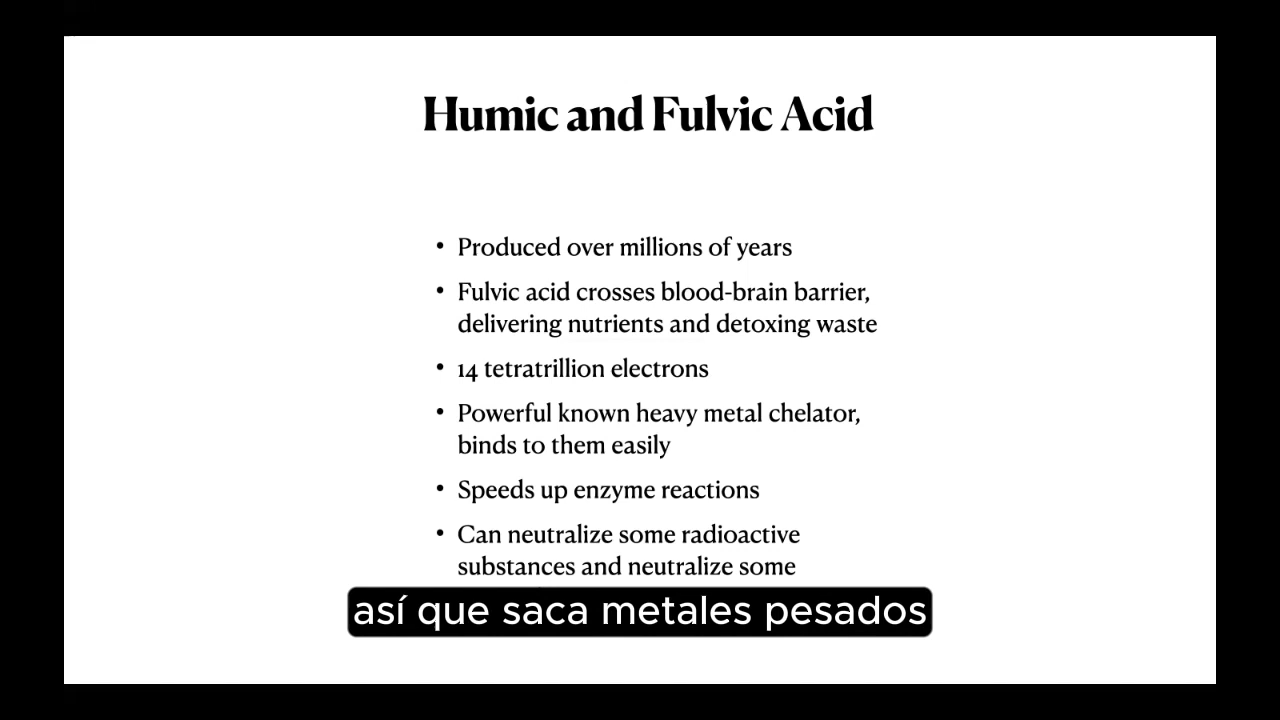 Humic and Fulvic Acid
• Produced over millions of years
• Fulvic acid crosses blood-brain barrier,
delivering nutrients and detoxing waste
• 14 tetratrillion electrons
• Powerful known heavy metal chelator,
binds to them easily
• Speeds up enzyme reactions
• Can neutralize some radioactive
substances and neutralize some
así que saca metales pesados